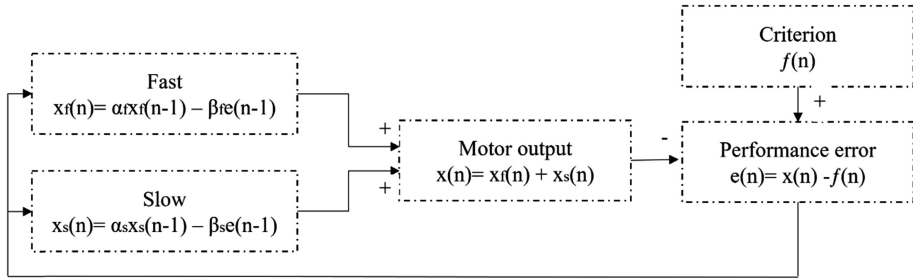 Criterion
f(n)
Fast
xf(n)= αfxf(n-1) – βfe(n-1)
+
+
Motor output
x(n)= xf(n) + xs(n)
-
+
Performance error
e(n)= x(n) -f(n)
Slow
xs(n)= αsxs(n-1) – βse(n-1)